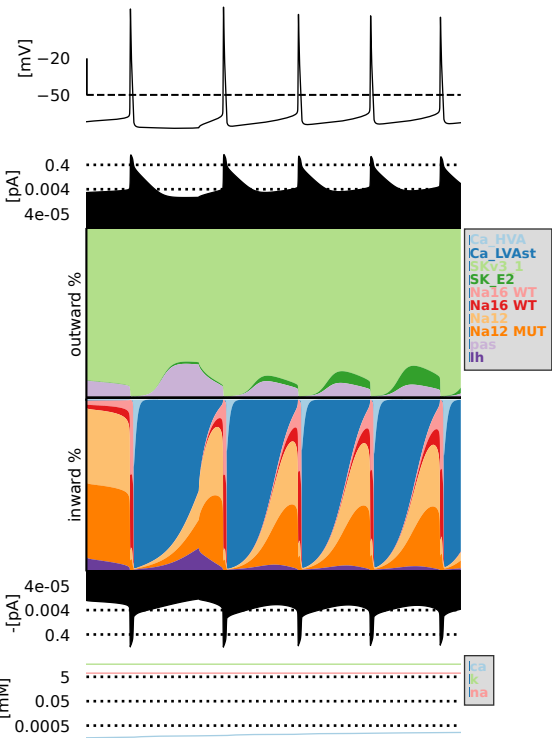 [mV]
−20
−50
[pA]
0.4
0.004
4e-05
outward %
Ca_HVA
Ca_LVAst
SKv3_1
SK_E2
Na16 WT
Na16 WT
Na12
Na12 MUT
pas
Ih
inward %
-[pA]
4e-05
0.004
0.4
[mM]
5
0.05
0.0005
ca
k
na